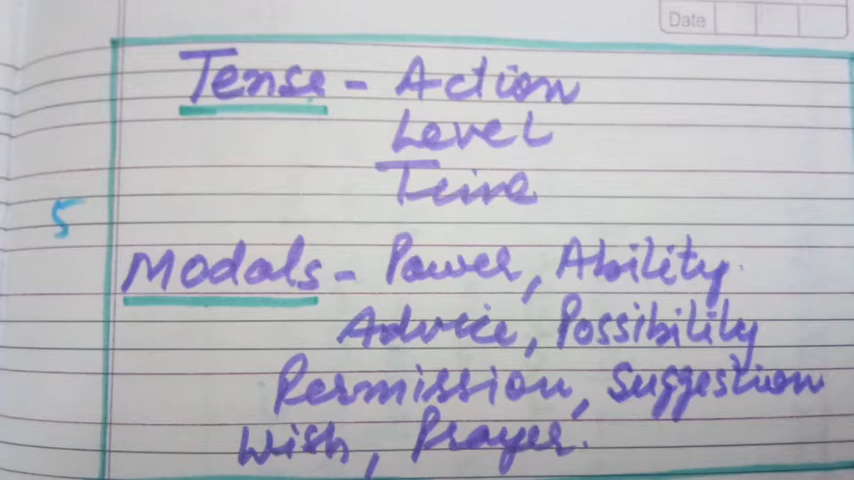 Date
Tense - Action
Level
Time
5
Modals - Power, Ability.
Advice, Possibility
Permission, Suggestion
Wish, Prayer.